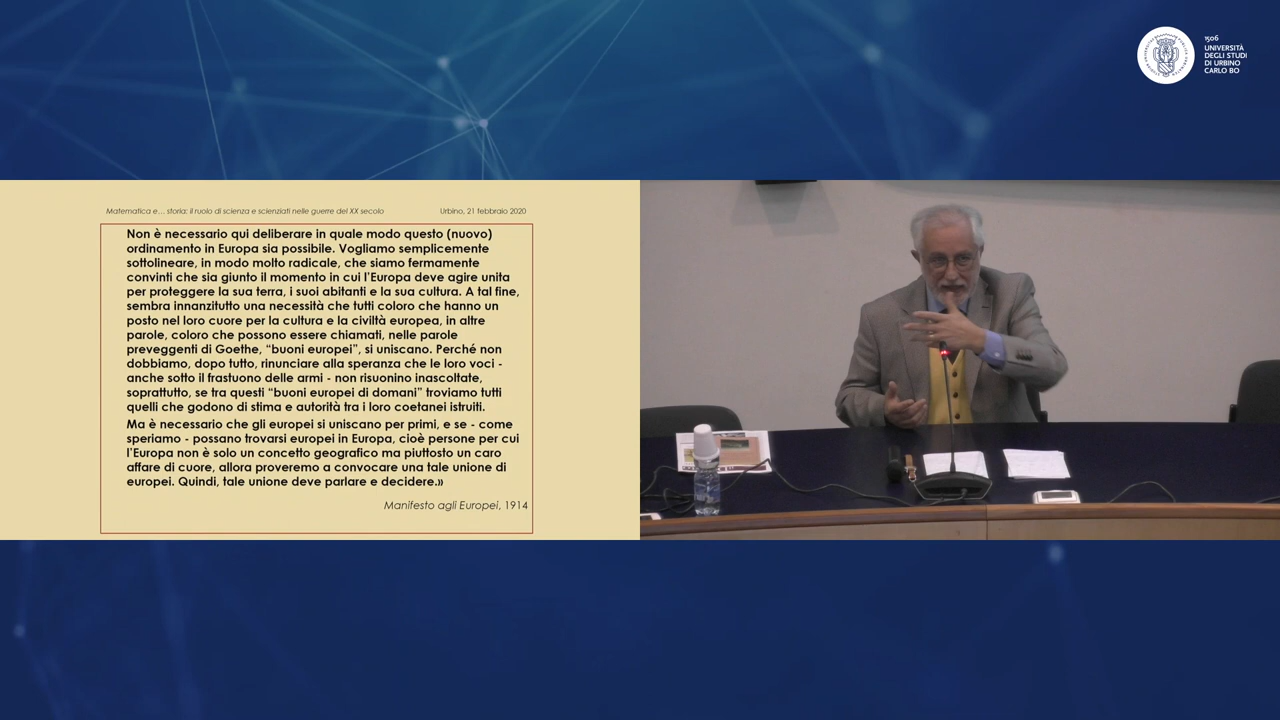 1506
UNIVERSITÀ
DEGLI STUDI
DI URBINO
CARLO BO
Matematica e... storia: il ruolo di scienza e scienziati nelle guerre del XX secolo
Urbino, 21 febbraio 2020
Non è necessario qui deliberare in quale modo questo (nuovo)
ordinamento in Europa sia possibile. Vogliamo semplicemente
sottolineare, in modo molto radicale, che siamo fermamente
convinti che sia giunto il momento in cui l'Europa deve agire unita
per proteggere la sua terra, i suoi abitanti e la sua cultura. A tal fine,
sembra innanzitutto una necessità che tutti coloro che hanno un
posto nel loro cuore per la cultura e la civiltà europea, in altre
parole, coloro che possono essere chiamati, nelle parole
preveggenti di Goethe, "buoni europei", si uniscano. Perché non
dobbiamo, dopo tutto, rinunciare alla speranza che le loro voci -
anche sotto il frastuono delle armi - non risuonino inascoltate,
soprattutto, se tra questi "buoni europei di domani" troviamo tutti
quelli che godono di stima e autorità tra i loro coetanei istruiti.
Ma è necessario che gli europei si uniscano per primi, e se - come
speriamo - possano trovarsi europei in Europa, cioè persone per cui
l'Europa non è solo un concetto geografico ma piuttosto un caro
affare di cuore, allora proveremo a convocare una tale unione di
europei. Quindi, tale unione deve parlare e decidere.»
Manifesto agli Europei, 1914